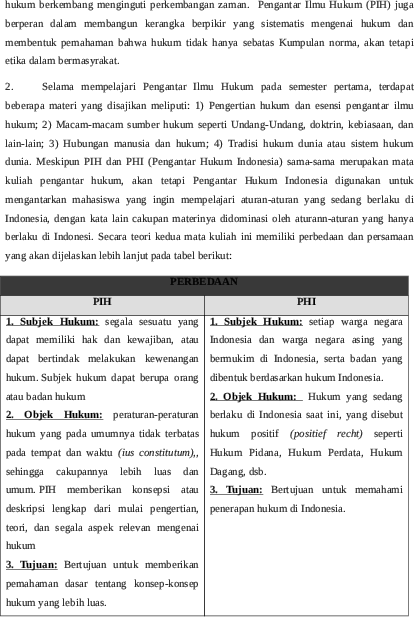 hukum berkembang menginguti perkembangan zaman. Pengantar Ilmu Hukum (PIH) juga
berperan dalam membangun kerangka berpikir yang sistematis mengenai hukum dan
membentuk pemahaman bahwa hukum tidak hanya sebatas Kumpulan norma, akan tetapi
etika dalam bermasyrakat.
2. Selama mempelajari Pengantar Ilmu Hukum pada semester pertama, terdapat
beberapa materi yang disajikan meliputi: 1) Pengertian hukum dan esensi pengantar ilmu
hukum; 2) Macam-macam sumber hukum seperti Undang-Undang, doktrin, kebiasaan, dan
lain-lain; 3) Hubungan manusia dan hukum; 4) Tradisi hukum dunia atau sistem hukum
dunia. Meskipun PIH dan PHI (Pengantar Hukum Indonesia) sama-sama merupakan mata
kuliah pengantar hukum, akan tetapi Pengantar Hukum Indonesia digunakan untuk
mengantarkan mahasiswa yang ingin mempelajari aturan-aturan yang sedang berlaku di
Indonesia, dengan kata lain cakupan materinya didominasi oleh aturann-aturan yang hanya
berlaku di Indonesi. Secara teori kedua mata kuliah ini memiliki perbedaan dan persamaan
yang akan dijelaskan lebih lanjut pada tabel berikut:
PERBEDAAN
PIH
1. Subjek Hukum: segala sesuatu yang
dapat memiliki hak dan kewajiban, atau
dapat bertindak melakukan kewenangan
hukum. Subjek hukum dapat berupa orang
atau badan hukum
2. Objek Hukum: peraturan-peraturan
hukum yang pada umumnya tidak terbatas
pada tempat dan waktu (ius constitutum),,
sehingga cakupannya lebih luas dan
umum. PIH memberikan konsepsi atau
deskripsi lengkap dari mulai pengertian,
teori, dan segala aspek relevan mengenai
hukum
3. Tujuan: Bertujuan untuk memberikan
pemahaman dasar tentang konsep-konsep
hukum yang lebih luas.
PHI
1. Subjek Hukum: setiap warga negara
Indonesia dan warga negara asing yang
bermukim di Indonesia, serta badan yang
dibentuk berdasarkan hukum Indonesia.
2. Objek Hukum: Hukum yang sedang
berlaku di Indonesia saat ini, yang disebut
hukum positif (positief recht) seperti
Hukum Pidana, Hukum Perdata, Hukum
Dagang, dsb.
3. Tujuan: Bertujuan untuk memahami
penerapan hukum di Indonesia.